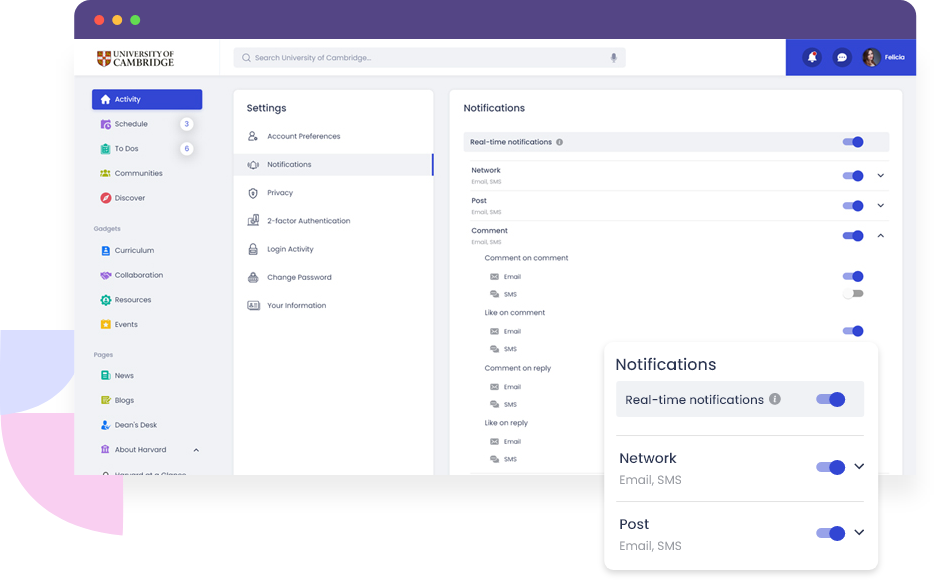 UNIVERSITY OF
CAMBRIDGE
Search University of Cambridge...
Felicia
Activity
Schedule
3
To Dos
6
Communities
Discover
Gadgets
Curriculum
Collaboration
Resources
Events
Pages
News
Blogs
Dean's Desk
About Harvard
Harvard at a Glance
Settings
Account Preferences
Notifications
Privacy
2-factor Authentication
Login Activity
Change Password
Your Information
Notifications
Real-time notifications
Network
Email, SMS
Post
Email, SMS
Comment
Email, SMS
Comment on comment
Email
SMS
Like on comment
Email
SMS
Comment on reply
Email
SMS
Like on reply
Email
SMS
Notifications
Real-time notifications
Network
Email, SMS
Post
Email, SMS